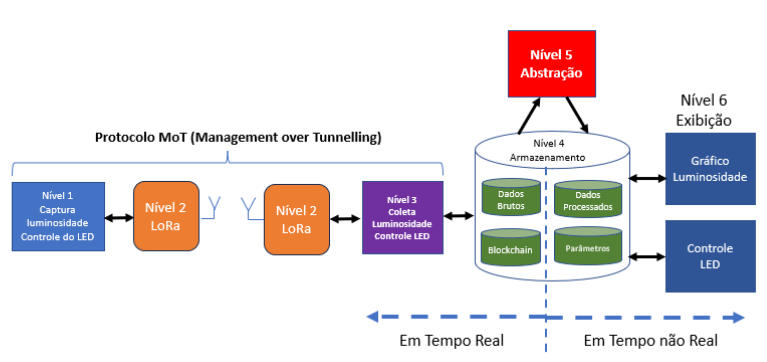 Nível 5
Abstração
Nível 6
Exibição
Protocolo MoT (Management over Tunnelling)
Nível 1
Captura
luminosidade
Controle do LED
Nível 2
LoRa
Nível 2
LoRa
Nível 3
Coleta
Luminosidade
Controle LED
Nível 4
Armazenamento
Dados
Brutos
Dados
Processados
Blockchain
Parâmetros
Gráfico
Luminosidade
Controle
LED
Em Tempo Real
Em Tempo não Real